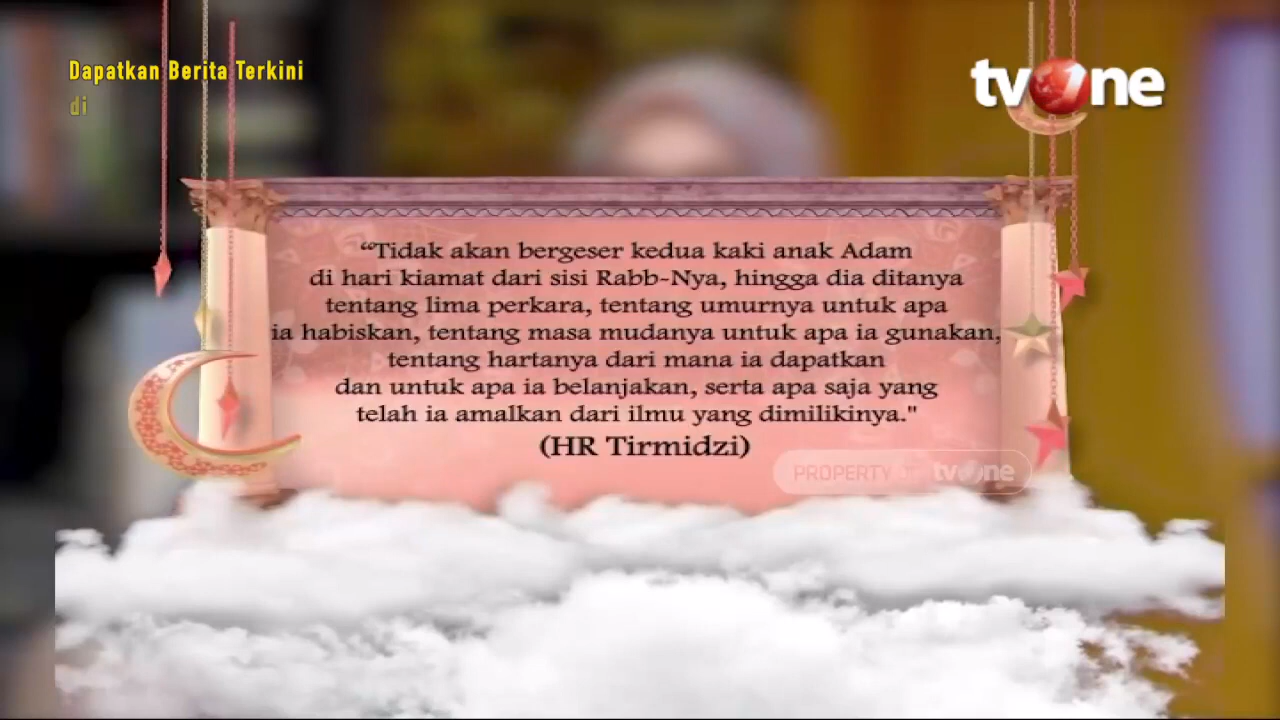 Dapatkan Berita Terkini
di
tvOne
“Tidak akan bergeser kedua kaki anak Adam
di hari kiamat dari sisi Rabb-Nya, hingga dia ditanya
tentang lima perkara, tentang umurnya untuk apa
ia habiskan, tentang masa mudanya untuk apa ia gunakan,
tentang hartanya dari mana ia dapatkan
dan untuk apa ia belanjakan, serta apa saja yang
telah ia amalkan dari ilmu yang dimilikinya."
(HR Tirmidzi)
PROPERTY tvOne